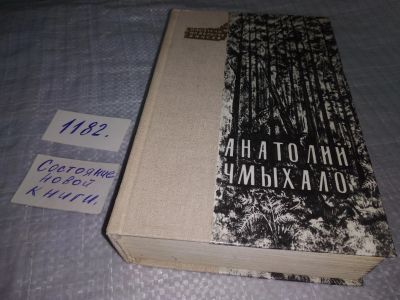 1182.
Состояние
новой
книги.
АНАТОЛИЙ
ЧМЫХАЛО